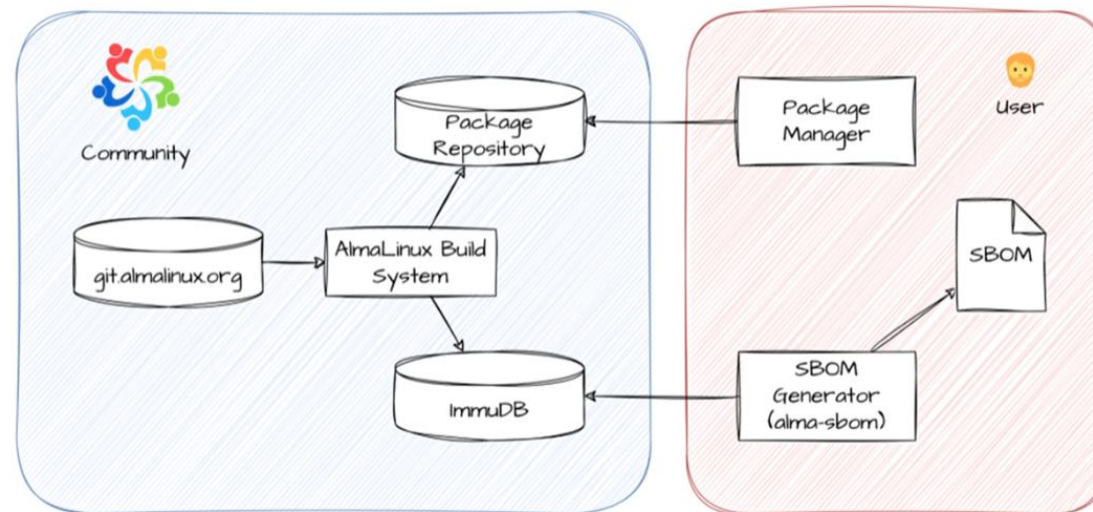 Community
Package
Repository
git.almalinux.org
AlmaLinux Build
System
ImmuDB
User
Package
Manager
SBOM
SBOM
Generator
(alma-sbom)